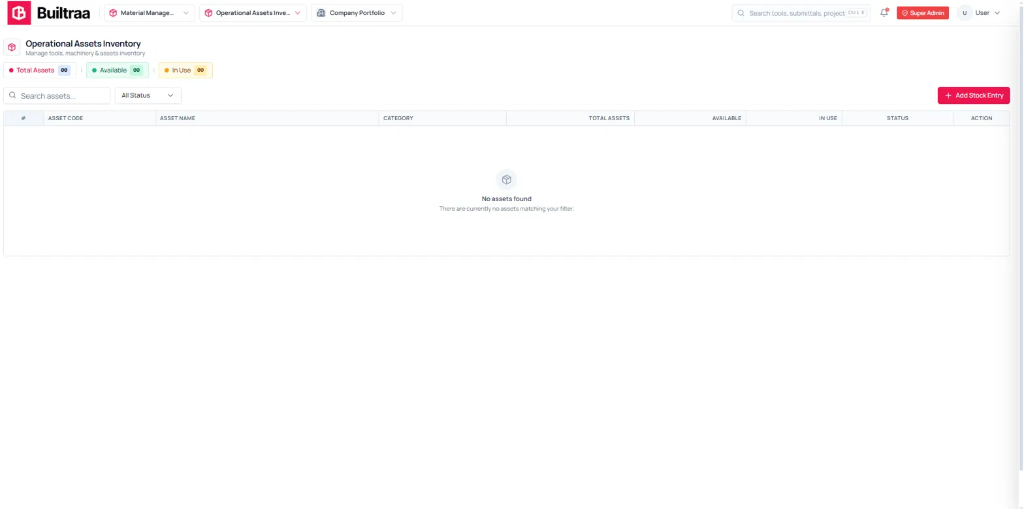 Builtraa
Material Manage...
Operational Assets Inve...
Company Portfolio
Search tools, submittals, project
Super Admin
U
User
Operational Assets Inventory
Manage tools, machinery & assets inventory
Total Assets 00
Available 00
In Use 00
Search assets...
All Status
+ Add Stock Entry
# ASSET CODE ASSET NAME CATEGORY TOTAL ASSETS AVAILABLE IN USE STATUS ACTION
No assets found
There are currently no assets matching your filter.